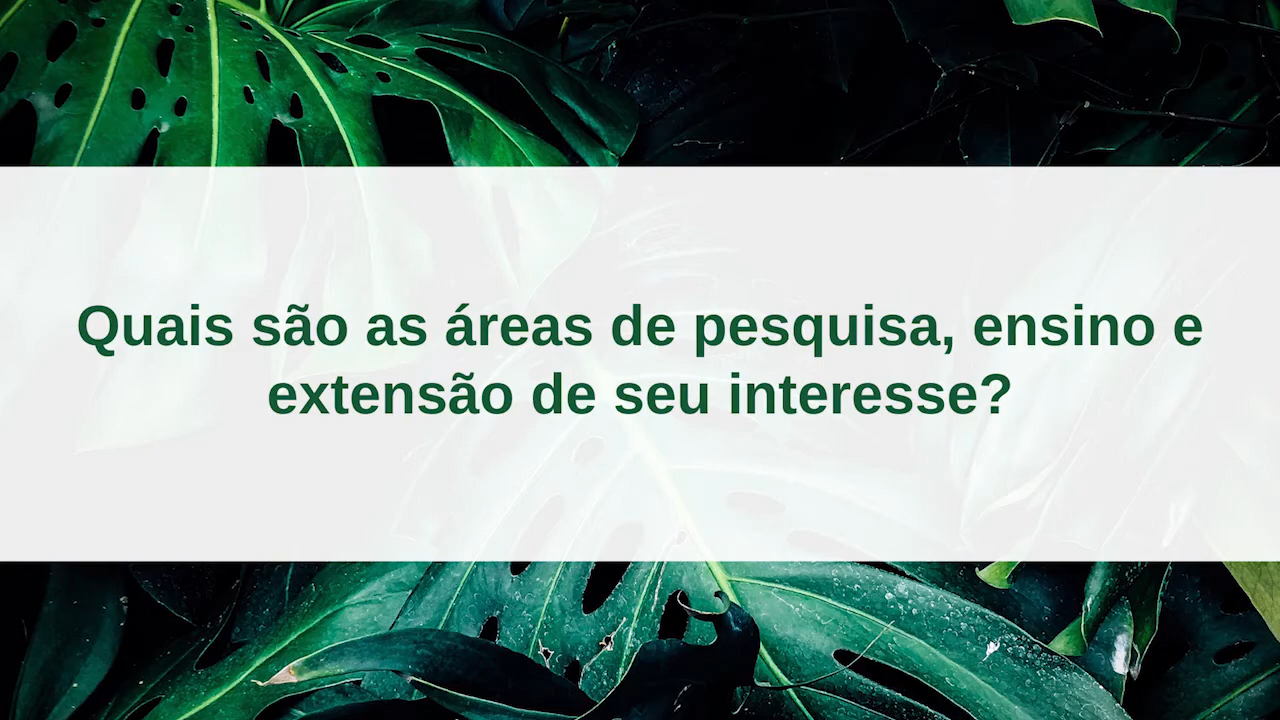 Quais são as áreas de pesquisa, ensino e
extensão de seu interesse?